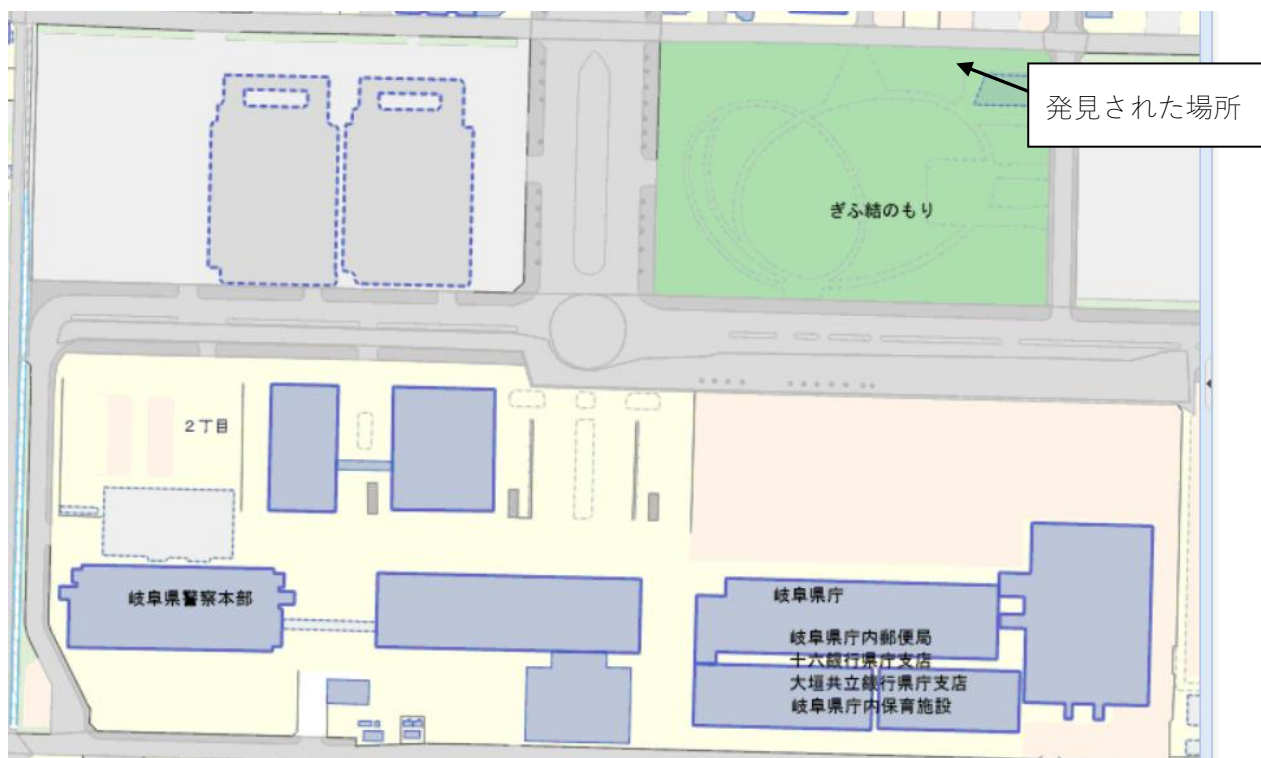 発見された場所
ぎふ結のもり
２丁目
岐阜県警察本部
岐阜県庁
岐阜県庁内郵便局
十六銀行県庁支店
大垣共立銀行県庁支店
岐阜県庁内保育施設